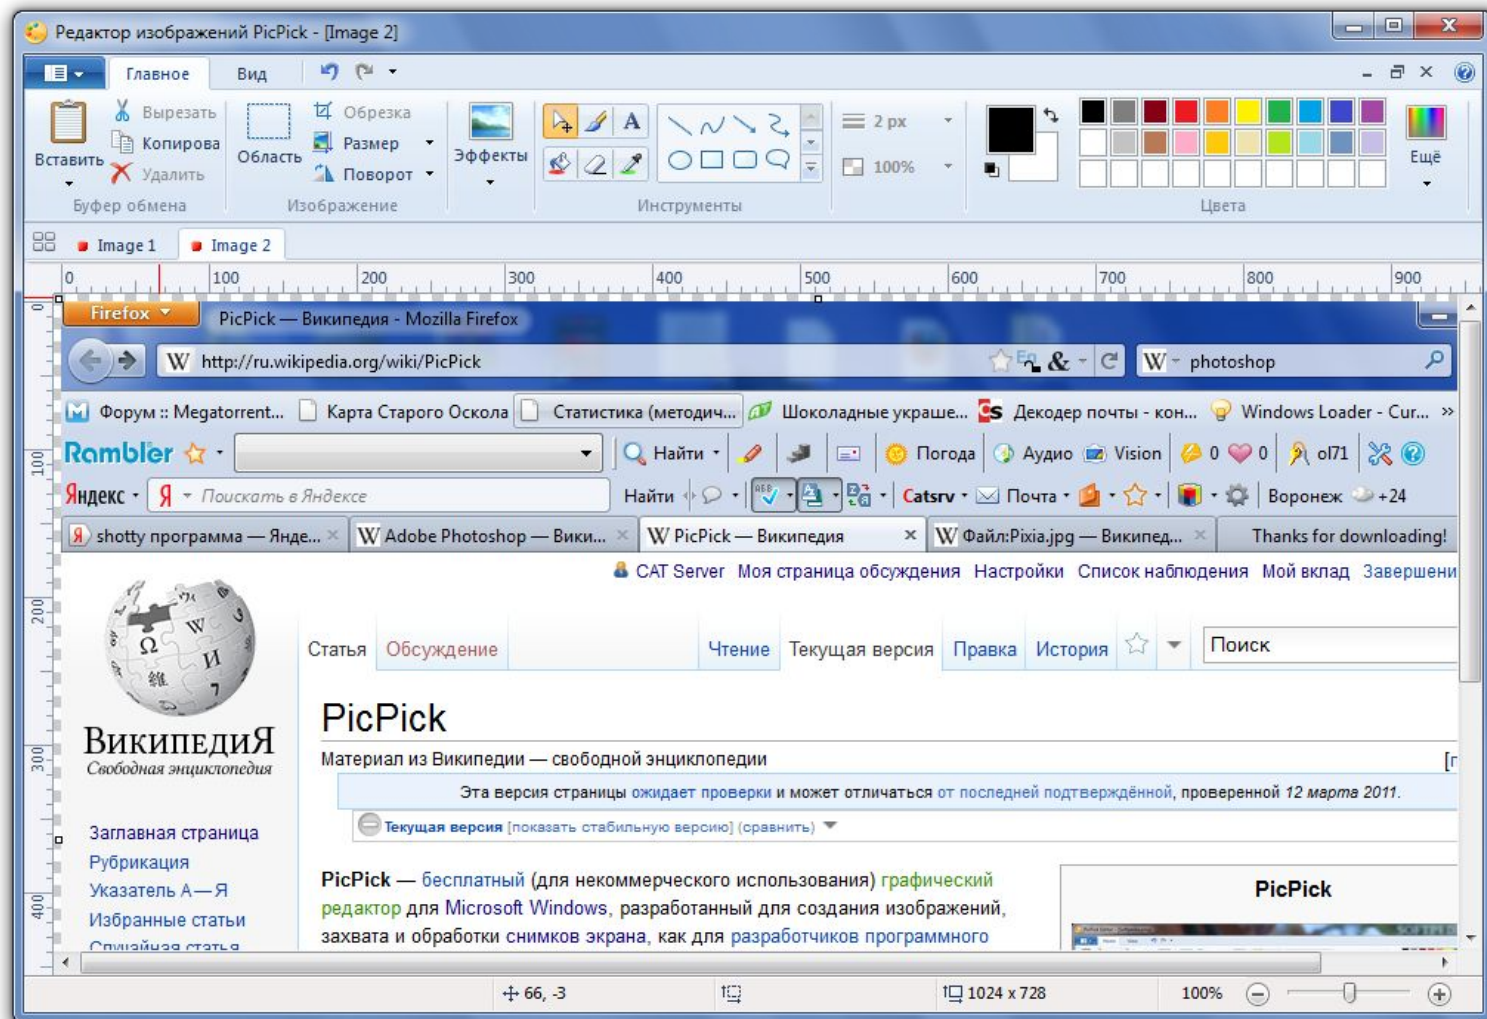 Редактор изображений PicPick - [Image 2]
Главное Вид
Вставить
Вырезать
Копирова
Удалить
Буфер обмена
Область
Обрезка
Размер
Поворот
Изображение
Эффекты
A
Инструменты
2 px
100%
Цвета
Ещё
Image 1 Image 2
0 100 200 300 400 500 600 700 800 900
0
100
200
300
400
Firefox PicPick — Википедия - Mozilla Firefox
W http://ru.wikipedia.org/wiki/PicPick & W photoshop
Форум :: Megatorrent... Карта Старого Оскола Статистика (методич... Шоколадные украше... Декодер почты - кон... Windows Loader - Cur... »
Rambler Найти Погода Аудио Vision 0 0 ol71
Яндекс Я Поискать в Яндексе Найти Catsrv Почта Воронеж +24
Я shotty программа — Янде... W Adobe Photoshop — Вики... W PicPick — Википедия W Файл:Pixia.jpg — Википед... Thanks for downloading!
CAT Server Моя страница обсуждения Настройки Список наблюдения Мой вклад Завершени
Статья Обсуждение Чтение Текущая версия Правка История Поиск
ВикипедиЯ
Свободная энциклопедия
Заглавная страница
Рубрикация
Указатель А — Я
Избранные статьи
Случайная статья
PicPick
Материал из Википедии — свободной энциклопедии
Эта версия страницы ожидает проверки и может отличаться от последней подтверждённой, проверенной 12 марта 2011.
Текущая версия [показать стабильную версию] (сравнить)
PicPick — бесплатный (для некоммерческого использования) графический
редактор для Microsoft Windows, разработанный для создания изображений,
захвата и обработки снимков экрана, как для разработчиков программного
PicPick
66, -3 1024 x 728 100%